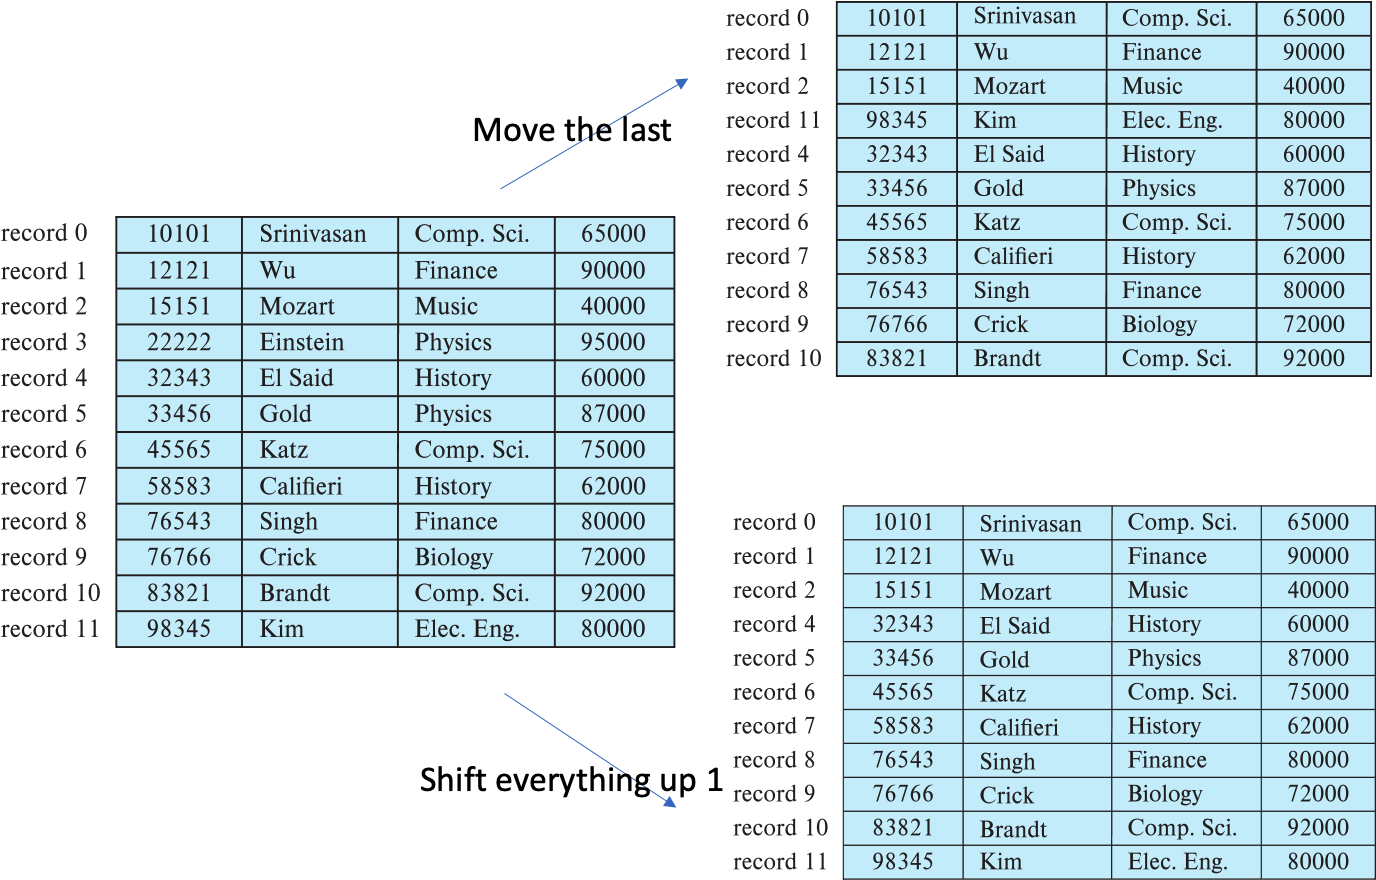 record 0 10101 Srinivasan Comp. Sci. 65000
record 1 12121 Wu Finance 90000
record 2 15151 Mozart Music 40000
record 11 98345 Kim Elec. Eng. 80000
record 4 32343 El Said History 60000
record 5 33456 Gold Physics 87000
record 6 45565 Katz Comp. Sci. 75000
record 7 58583 Califieri History 62000
record 8 76543 Singh Finance 80000
record 9 76766 Crick Biology 72000
record 10 83821 Brandt Comp. Sci. 92000
Move the last
record 0 10101 Srinivasan Comp. Sci. 65000
record 1 12121 Wu Finance 90000
record 2 15151 Mozart Music 40000
record 3 22222 Einstein Physics 95000
record 4 32343 El Said History 60000
record 5 33456 Gold Physics 87000
record 6 45565 Katz Comp. Sci. 75000
record 7 58583 Califieri History 62000
record 8 76543 Singh Finance 80000
record 9 76766 Crick Biology 72000
record 10 83821 Brandt Comp. Sci. 92000
record 11 98345 Kim Elec. Eng. 80000
Shift everything up 1
record 0 10101 Srinivasan Comp. Sci. 65000
record 1 12121 Wu Finance 90000
record 2 15151 Mozart Music 40000
record 4 32343 El Said History 60000
record 5 33456 Gold Physics 87000
record 6 45565 Katz Comp. Sci. 75000
record 7 58583 Califieri History 62000
record 8 76543 Singh Finance 80000
record 9 76766 Crick Biology 72000
record 10 83821 Brandt Comp. Sci. 92000
record 11 98345 Kim Elec. Eng. 80000